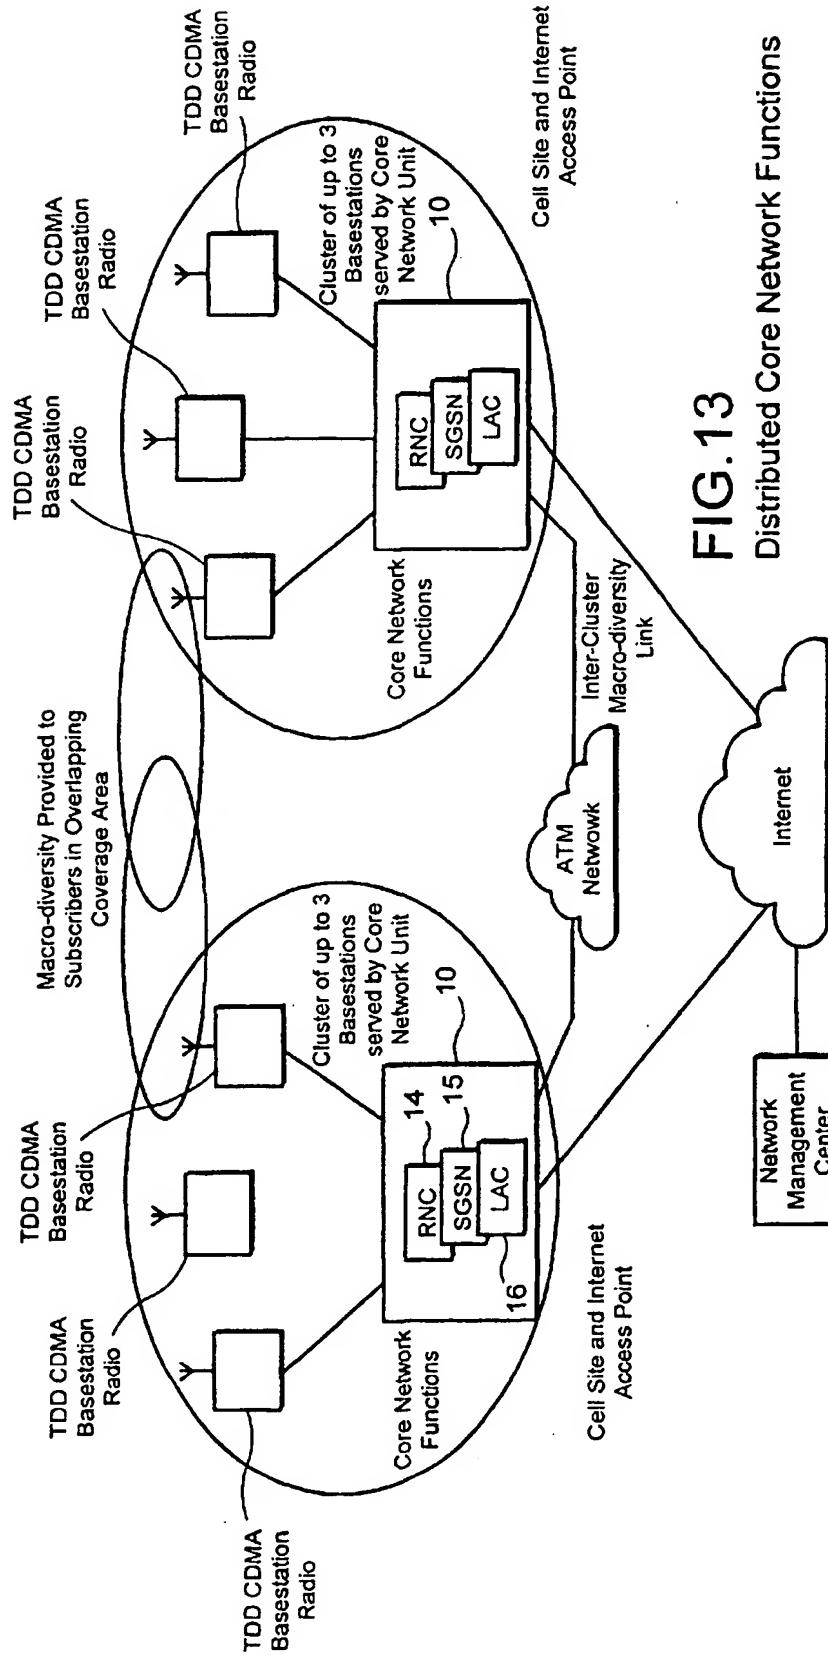 Macro-diversity Provided to
Subscribers in Overlapping
Coverage Area
TDD CDMA
Basestation
Radio
TDD CDMA
Basestation
Radio
TDD CDMA
Basestation
Radio
TDD CDMA
Basestation
Radio
TDD CDMA
Basestation
Radio
TDD CDMA
Basestation
Radio
Cluster of up to 3
Basestations
served by Core
Network Unit
10
Core Network
Functions
RNC
SGSN
LAC
14
15
16
Cell Site and Internet
Access Point
Cluster of up to 3
Basestations
served by Core
Network Unit
10
Core Network
Functions
RNC
SGSN
LAC
Cell Site and Internet
Access Point
Inter-Cluster
Macro-diversity
Link
ATM
Netwowk
Internet
Network
Management
Center
FIG.13
Distributed Core Network Functions